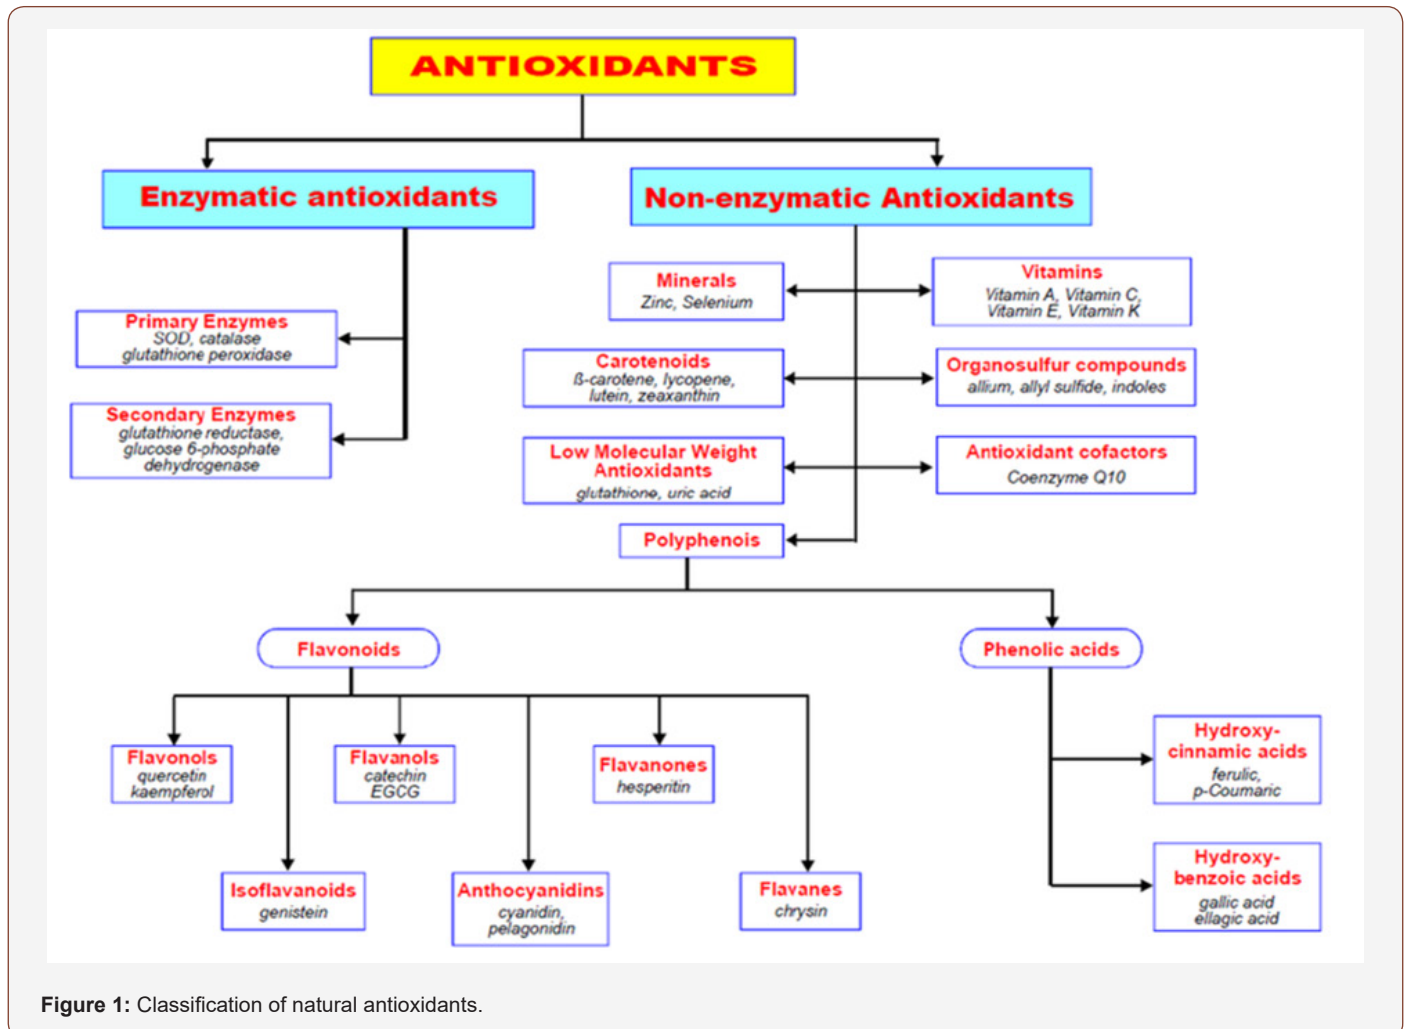 ANTIOXIDANTS
Enzymatic antioxidants
Non-enzymatic Antioxidants
Primary Enzymes
SOD, catalase
glutathione peroxidase
Secondary Enzymes
glutathione reductase,
glucose 6-phosphate
dehydrogenase
Minerals
Zinc, Selenium
Vitamins
Vitamin A, Vitamin C,
Vitamin E, Vitamin K
Carotenoids
ß-carotene, lycopene,
lutein, zeaxanthin
Organosulfur compounds
allium, allyl sulfide, indoles
Low Molecular Weight
Antioxidants
glutathione, uric acid
Antioxidant cofactors
Coenzyme Q10
Polyphenois
Flavonoids
Phenolic acids
Flavonols
quercetin
kaempferol
Flavanols
catechin
EGCG
Flavanones
hesperitin
Isoflavanoids
genistein
Anthocyanidins
cyanidin,
pelagonidin
Flavanes
chrysin
Hydroxy-
cinnamic acids
ferulic,
p-Coumaric
Hydroxy-
benzoic acids
gallic acid
ellagic acid
Figure 1: Classification of natural antioxidants.